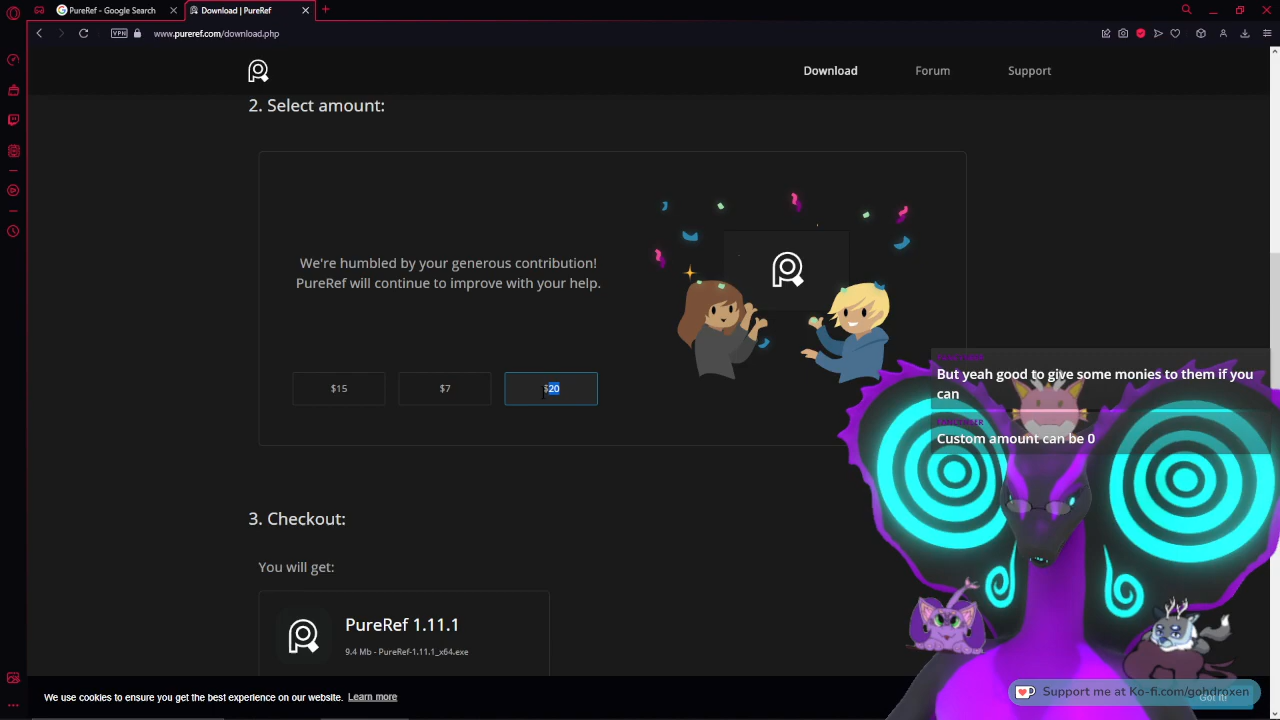 PureRef - Google Search
Download | PureRef
VPN
www.pureref.com/download.php
Download
Forum
Support
2. Select amount:
We're humbled by your generous contribution!
PureRef will continue to improve with your help.
$15
$7
$20
But yeah good to give some monies to them if you
can
Custom amount can be 0
3. Checkout:
You will get:
PureRef 1.11.1
9.4 Mb - PureRef-1.11.1_x64.exe
We use cookies to ensure you get the best experience on our website. Learn more
Support me at Ko-fi.com/gohdroxen
Got it!